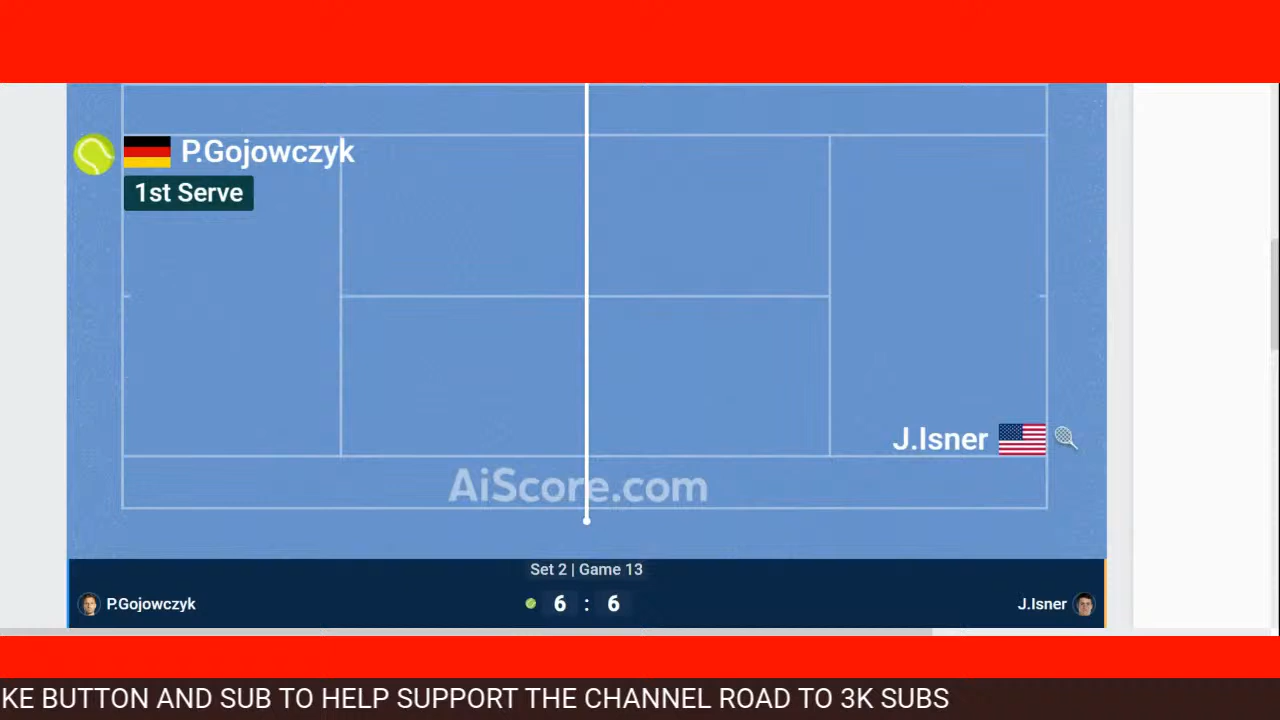 P.Gojowczyk
1st Serve
J.Isner
AiScore.com
Set 2 | Game 13
P.Gojowczyk 6 : 6 J.Isner
KE BUTTON AND SUB TO HELP SUPPORT THE CHANNEL ROAD TO 3K SUBS